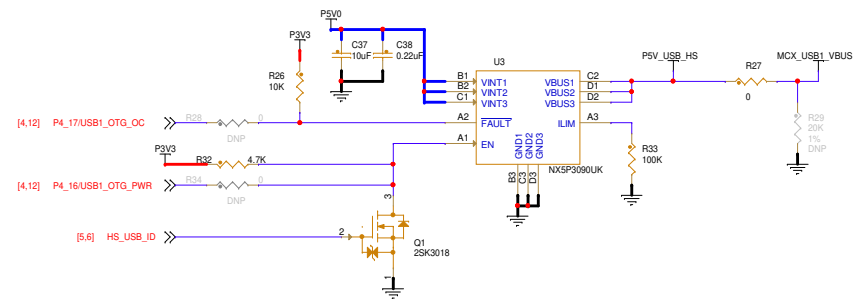 P5V0
P3V3
C37
10uF
C38
0.22uF
U3
P5V_USB_HS
MCX_USB1_VBUS
R26
10K
B1 VINT1
B2 VINT2
C1 VINT3
VBUS1 C2
VBUS2 D1
VBUS3 D2
R27
0
[4,12] P4_17/USB1_OTG_OC
R28 0
DNP
A2 FAULT
ILIM A3
R29
20K
1%
DNP
A1 EN
GND1
GND2
GND3
B3
C3
D3
NX5P3090UK
R33
100K
P3V3
R32 4.7K
[4,12] P4_16/USB1_OTG_PWR
R34 0
DNP
3
[5,6] HS_USB_ID
2
Q1
2SK3018
1